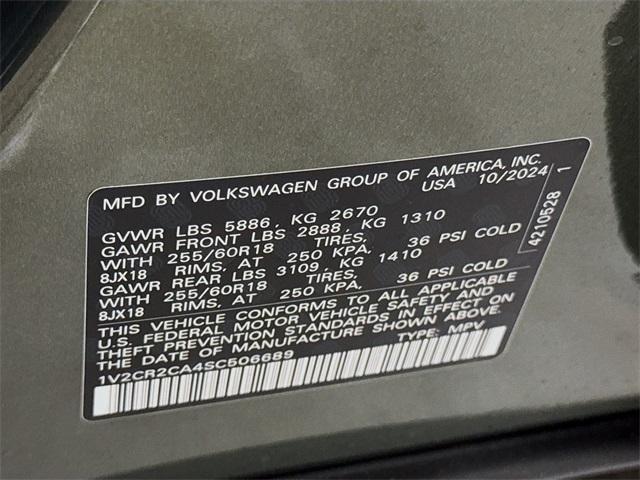 MFD BY VOLKSWAGEN GROUP OF AMERICA, INC.
USA 10/2024
GVWR LBS 5886, KG 2670
GAWR FRONT LBS 2888, KG 1310
WITH 255/60R18 TIRES,
8JX18 RIMS, AT 250 KPA, 36 PSI COLD
GAWR REAR LBS 3109, KG 1410
WITH 255/60R18 TIRES,
8JX18 RIMS, AT 250 KPA, 36 PSI COLD
THIS VEHICLE CONFORMS TO ALL APPLICABLE
U.S. FEDERAL MOTOR VEHICLE SAFETY AND
THEFT PREVENTION STANDARDS IN EFFECT ON
THE DATE OF MANUFACTURE SHOWN ABOVE.
1V2CR2CA4SC506689 TYPE: MPV
4210528 1